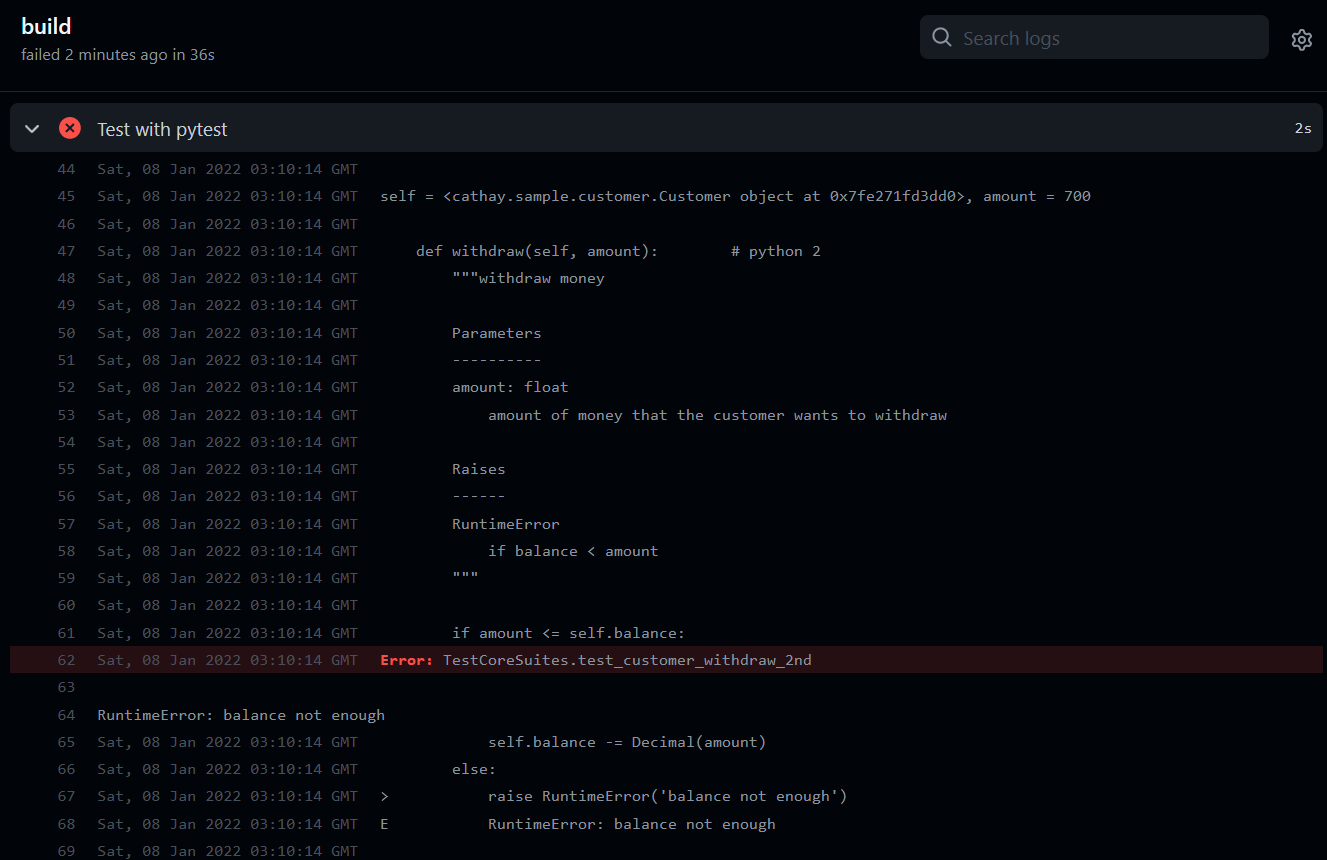 build
failed 2 minutes ago in 36s
Search logs
Test with pytest 2s
44 Sat, 08 Jan 2022 03:10:14 GMT
45 Sat, 08 Jan 2022 03:10:14 GMT self = <cathay.sample.customer.Customer object at 0x7fe271fd3dd0>, amount = 700
46 Sat, 08 Jan 2022 03:10:14 GMT
47 Sat, 08 Jan 2022 03:10:14 GMT def withdraw(self, amount): # python 2
48 Sat, 08 Jan 2022 03:10:14 GMT """withdraw money
49 Sat, 08 Jan 2022 03:10:14 GMT
50 Sat, 08 Jan 2022 03:10:14 GMT Parameters
51 Sat, 08 Jan 2022 03:10:14 GMT ----------
52 Sat, 08 Jan 2022 03:10:14 GMT amount: float
53 Sat, 08 Jan 2022 03:10:14 GMT amount of money that the customer wants to withdraw
54 Sat, 08 Jan 2022 03:10:14 GMT
55 Sat, 08 Jan 2022 03:10:14 GMT Raises
56 Sat, 08 Jan 2022 03:10:14 GMT ------
57 Sat, 08 Jan 2022 03:10:14 GMT RuntimeError
58 Sat, 08 Jan 2022 03:10:14 GMT if balance < amount
59 Sat, 08 Jan 2022 03:10:14 GMT """
60 Sat, 08 Jan 2022 03:10:14 GMT
61 Sat, 08 Jan 2022 03:10:14 GMT if amount <= self.balance:
62 Sat, 08 Jan 2022 03:10:14 GMT Error: TestCoreSuites.test_customer_withdraw_2nd
63
64 RuntimeError: balance not enough
65 Sat, 08 Jan 2022 03:10:14 GMT self.balance -= Decimal(amount)
66 Sat, 08 Jan 2022 03:10:14 GMT else:
67 Sat, 08 Jan 2022 03:10:14 GMT > raise RuntimeError('balance not enough')
68 Sat, 08 Jan 2022 03:10:14 GMT E RuntimeError: balance not enough
69 Sat, 08 Jan 2022 03:10:14 GMT